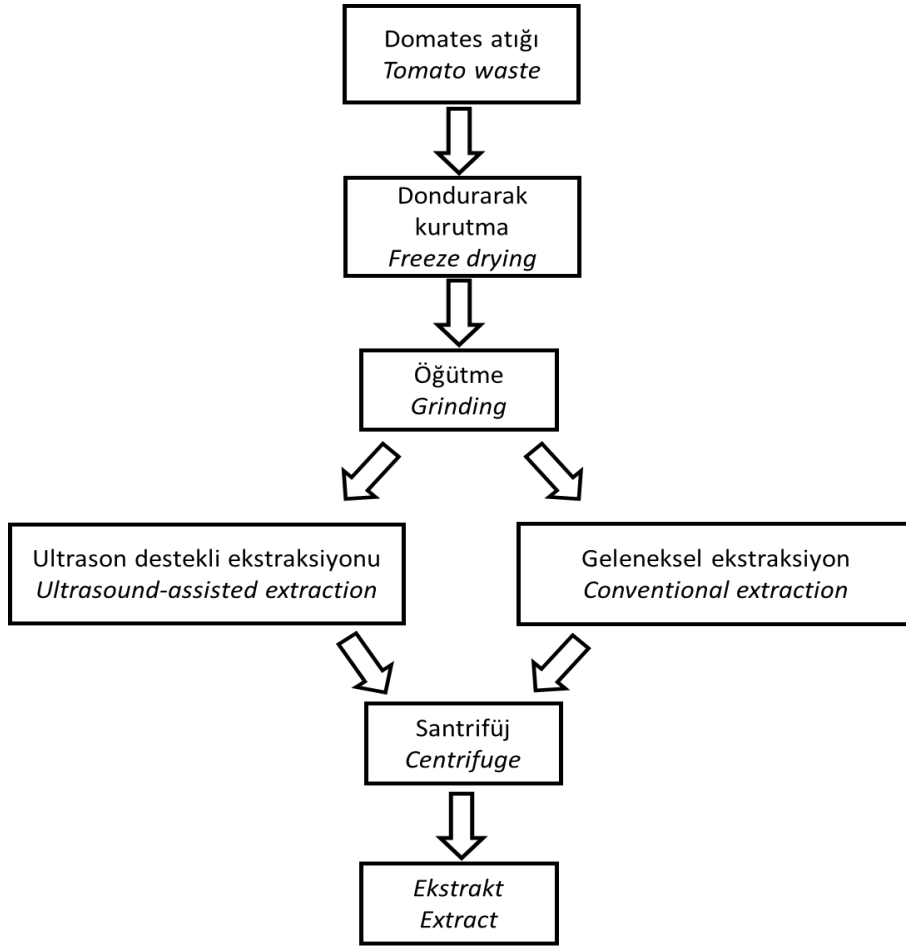 Domates atığı
Tomato waste
Dondurarak
kurutma
Freeze drying
Öğütme
Grinding
Ultrason destekli ekstraksiyonu
Ultrasound-assisted extraction
Geleneksel ekstraksiyon
Conventional extraction
Santrifüj
Centrifuge
Ekstrakt
Extract